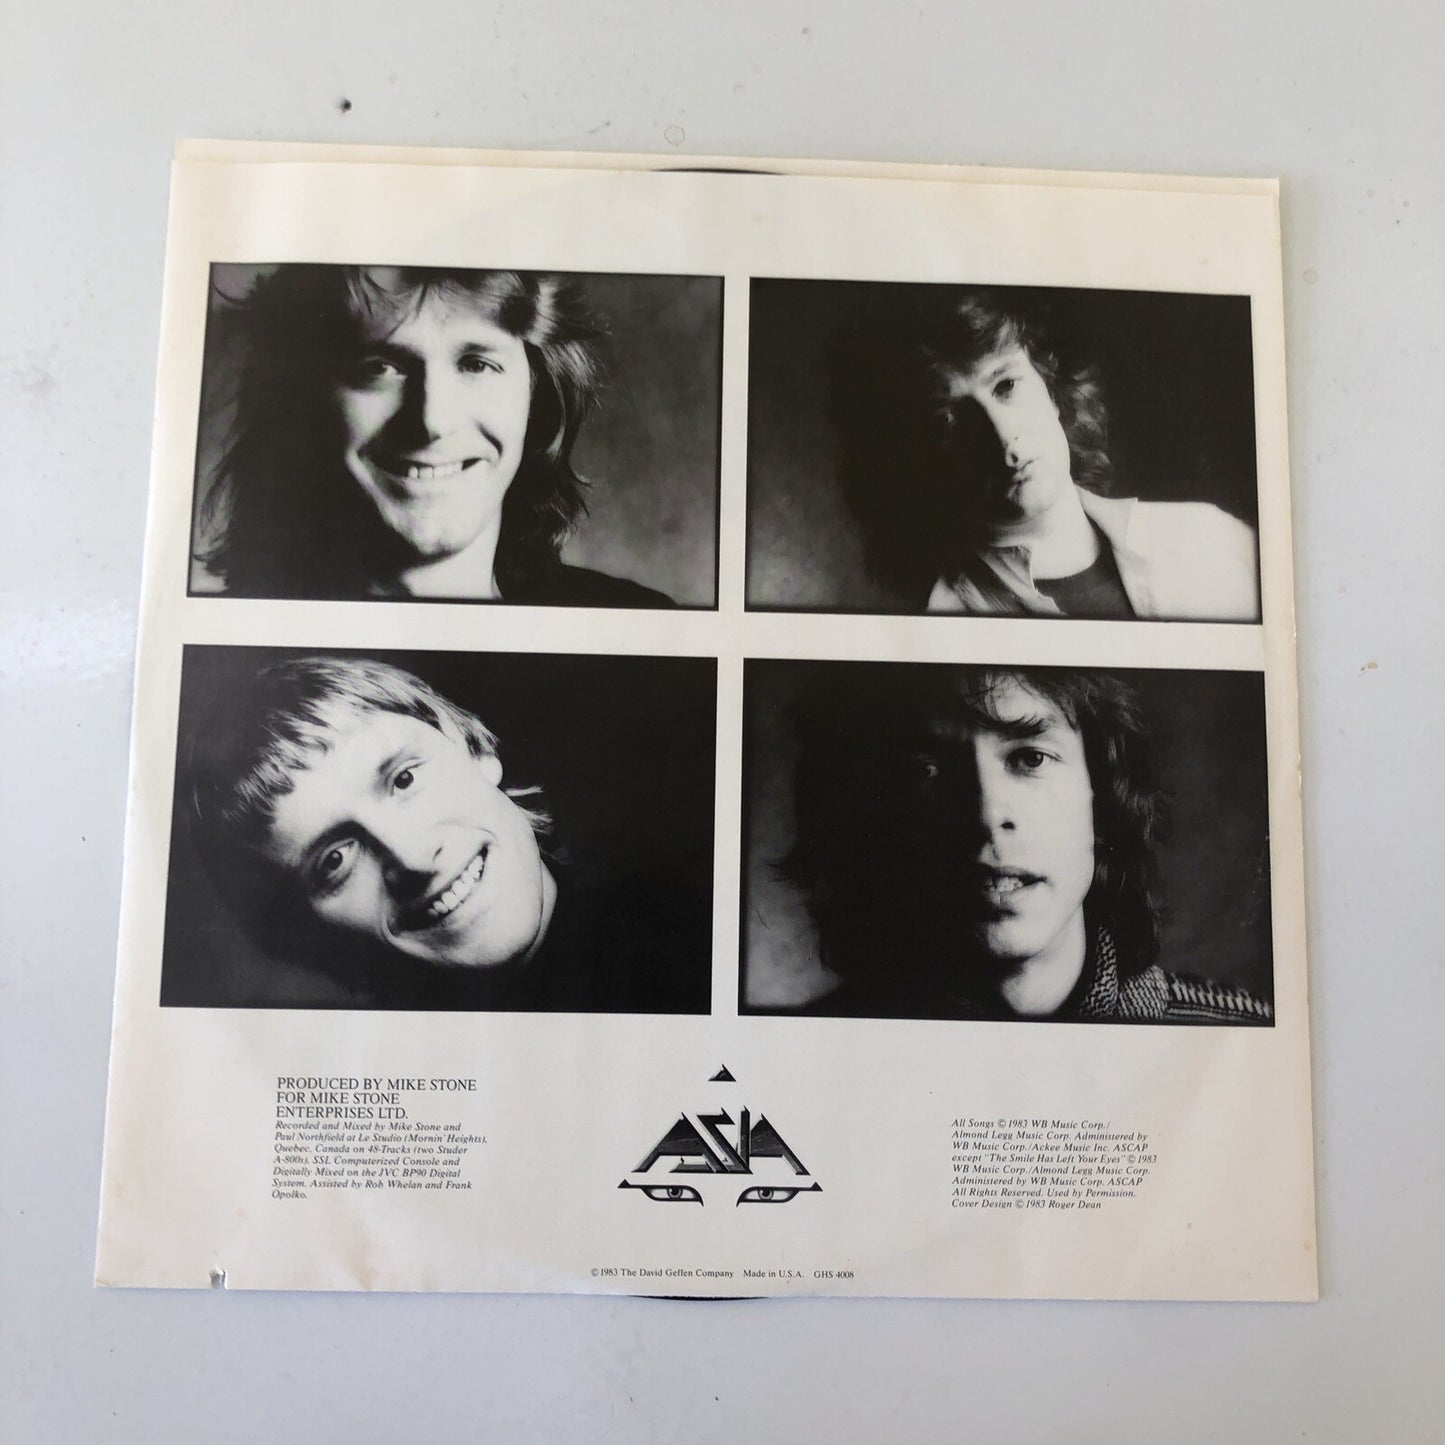 PRODUCED BY MIKE STONE
FOR MIKE STONE
ENTERPRISES LTD.
Recorded and Mixed by Mike Stone and
Paul Northfield at Le Studio (Mornin' Heights),
Quebec, Canada on 48-Tracks (two Studer
A-800s), SSL Computerized Console and
Digitally Mixed on the JVC BP90 Digital
System. Assisted by Rob Whelan and Frank
Opolko.
ASIA
All Songs © 1983 WB Music Corp./
Almond Legg Music Corp. Administered by
WB Music Corp./Ackee Music Inc. ASCAP
except "The Smile Has Left Your Eyes" © 1983
WB Music Corp./Almond Legg Music Corp.
Administered by WB Music Corp. ASCAP
All Rights Reserved. Used by Permission.
Cover Design © 1983 Roger Dean
© 1983 The David Geffen Company Made in U.S.A. GHS 4008